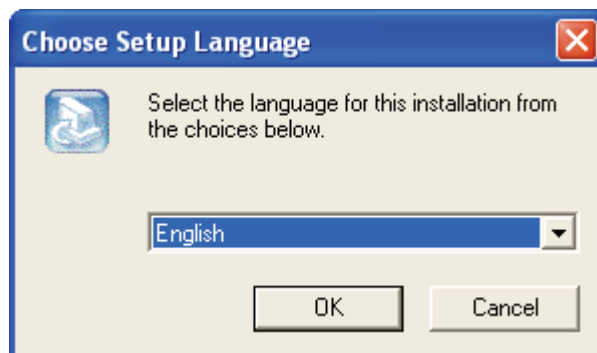 Choose Setup Language
Select the language for this installation from
the choices below.
English
OK
Cancel